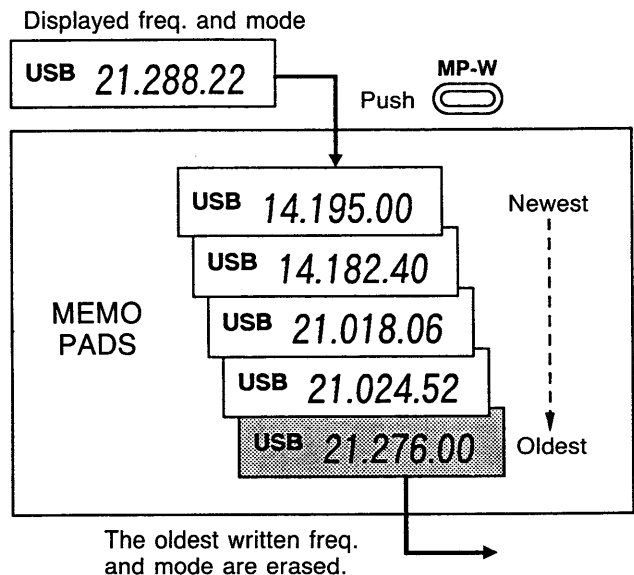 Displayed freq. and mode
USB 21.288.22
MP-W
Push
USB 14.195.00
Newest
USB 14.182.40
MEMO
PADS
USB 21.018.06
USB 21.024.52
USB 21.276.00
Oldest
The oldest written freq.
and mode are erased.